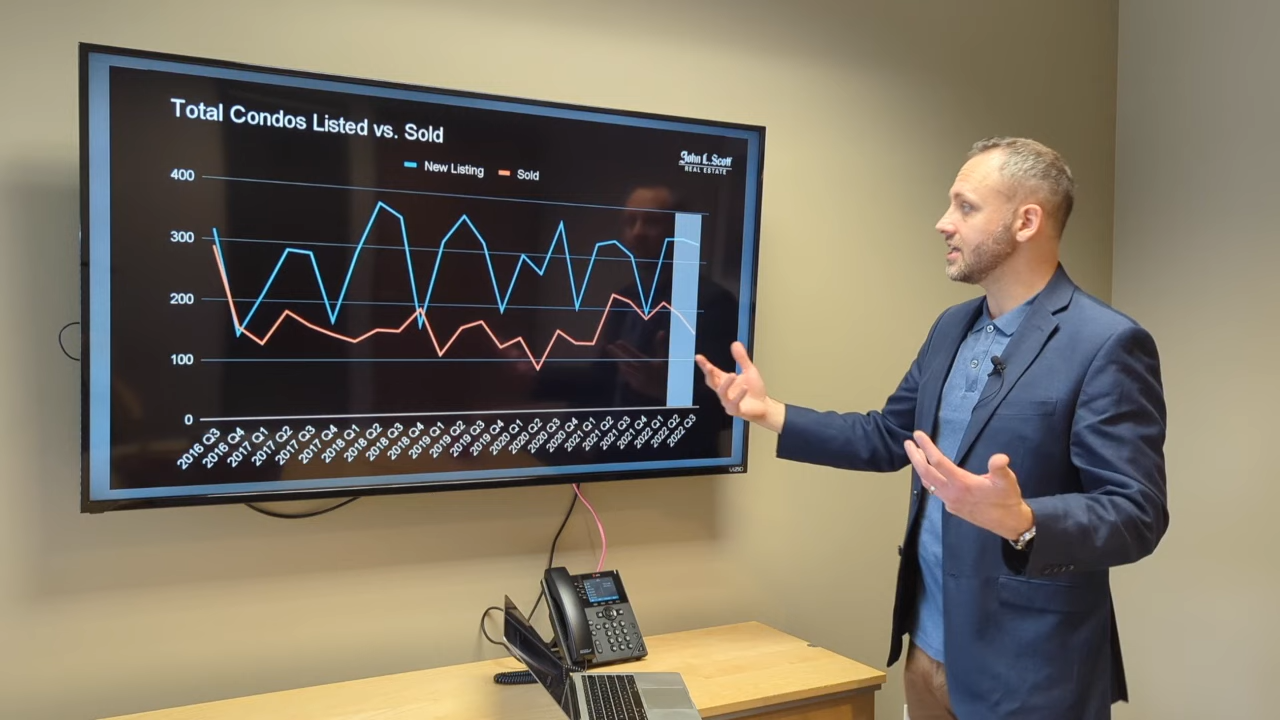 Total Condos Listed vs. Sold
John L. Scott
REAL ESTATE
New Listing
Sold
400
300
200
100
0
2016 Q3
2016 Q4
2017 Q1
2017 Q2
2017 Q3
2017 Q4
2018 Q1
2018 Q2
2018 Q3
2018 Q4
2019 Q1
2019 Q2
2019 Q3
2019 Q4
2020 Q1
2020 Q2
2020 Q3
2021 Q1
2021 Q2
2021 Q3
2021 Q4
2022 Q1
2022 Q2
2022 Q3
VIZIO